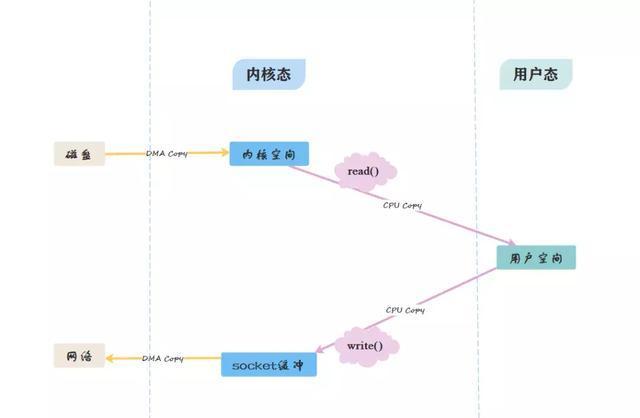 内核态
用户态
磁盘
DMA Copy
内核空间
read()
CPU Copy
用户空间
CPU Copy
write()
网络
DMA Copy
socket缓冲